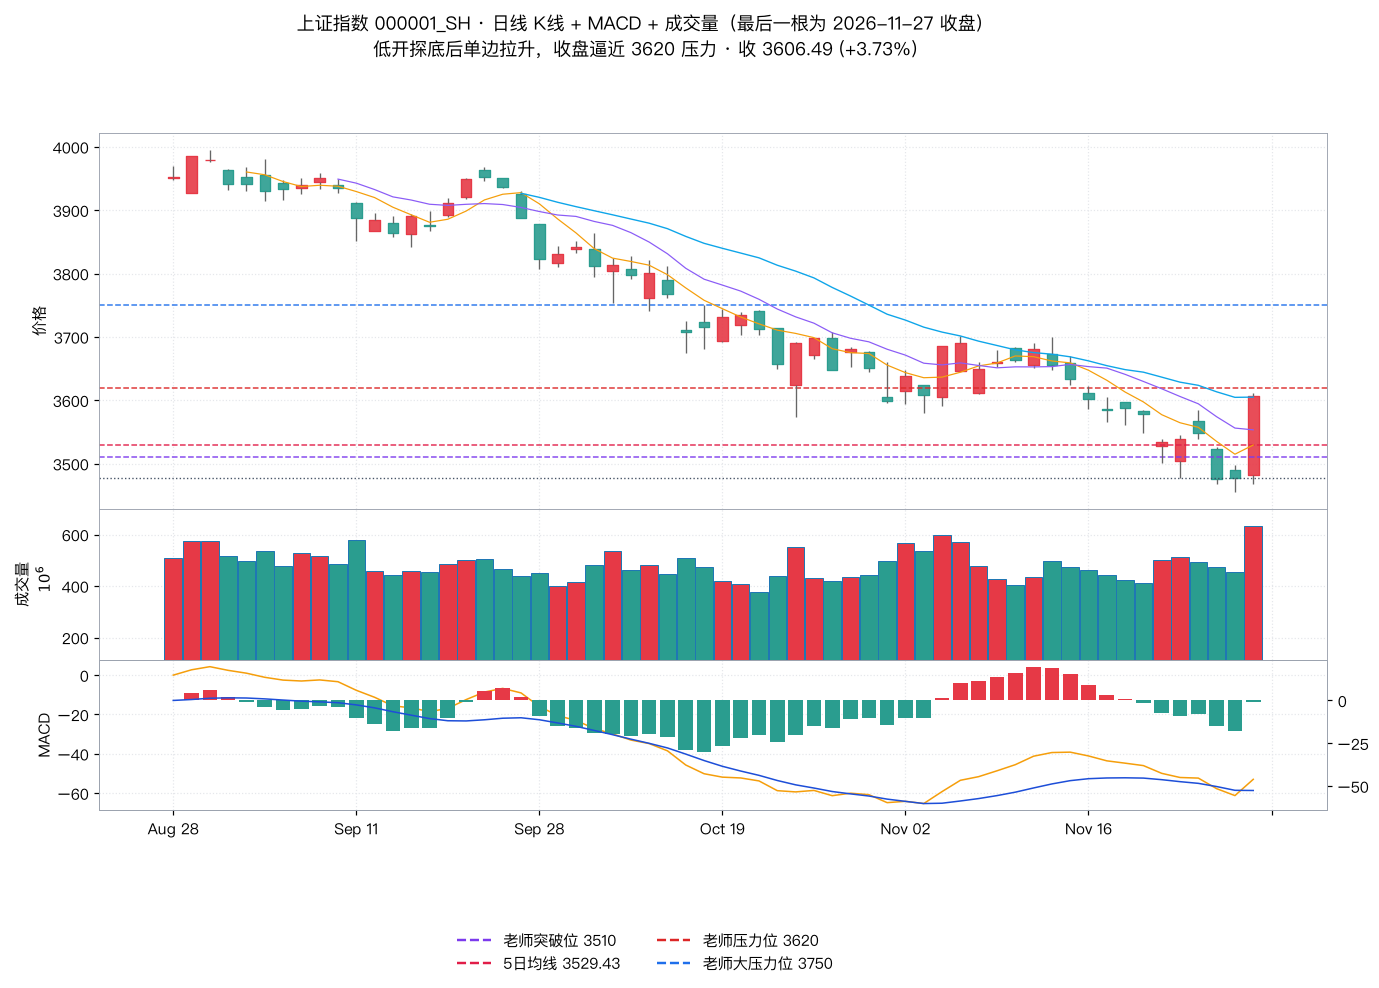 上证指数 000001_SH · 日线 K线 + MACD + 成交量（最后一根为 2026−11−27 收盘）
低开探底后单边拉升，收盘逼近 3620 压力 · 收 3606.49 (+3.73%)
价格
4000
3900
3800
3700
3600
3500
成交量
10⁶
600
400
200
MACD
0
−20
−40
−60
0
−25
−50
Aug 28
Sep 11
Sep 28
Oct 19
Nov 02
Nov 16
老师突破位 3510
5日均线 3529.43
老师压力位 3620
老师大压力位 3750